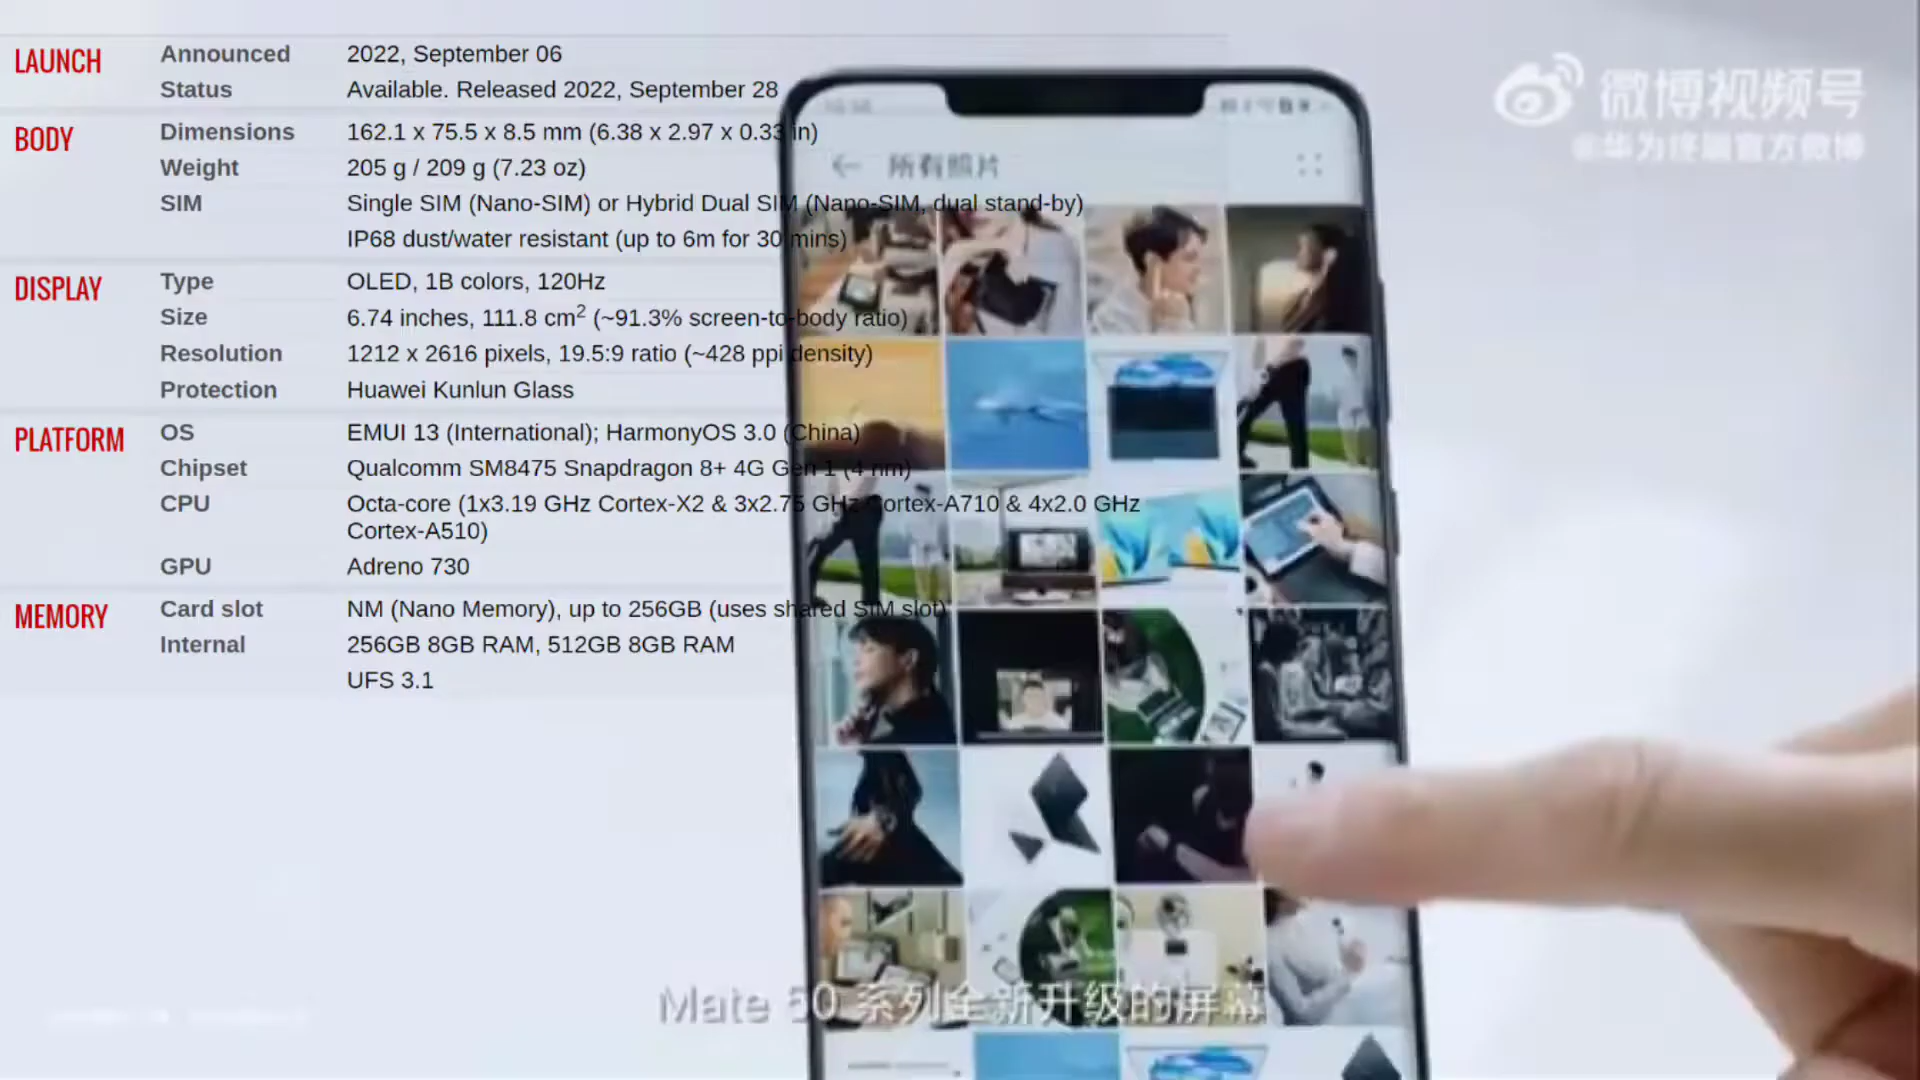 LAUNCH Announced 2022, September 06
Status Available. Released 2022, September 28
BODY Dimensions 162.1 x 75.5 x 8.5 mm (6.38 x 2.97 x 0.33 in)
Weight 205 g / 209 g (7.23 oz)
SIM Single SIM (Nano-SIM) or Hybrid Dual SIM (Nano-SIM, dual stand-by)
IP68 dust/water resistant (up to 6m for 30 mins)
DISPLAY Type OLED, 1B colors, 120Hz
Size 6.74 inches, 111.8 cm2 (~91.3% screen-to-body ratio)
Resolution 1212 x 2616 pixels, 19.5:9 ratio (~428 ppi density)
Protection Huawei Kunlun Glass
PLATFORM OS EMUI 13 (International); HarmonyOS 3.0 (China)
Chipset Qualcomm SM8475 Snapdragon 8+ 4G Gen 1 (4 nm)
CPU Octa-core (1x3.19 GHz Cortex-X2 & 3x2.75 GHz Cortex-A710 & 4x2.0 GHz
Cortex-A510)
GPU Adreno 730
MEMORY Card slot NM (Nano Memory), up to 256GB (uses shared SIM slot)
Internal 256GB 8GB RAM, 512GB 8GB RAM
UFS 3.1
微博视频号
@华为终端官方微博
所有照片
Mate 50 系列全新升级的屏幕